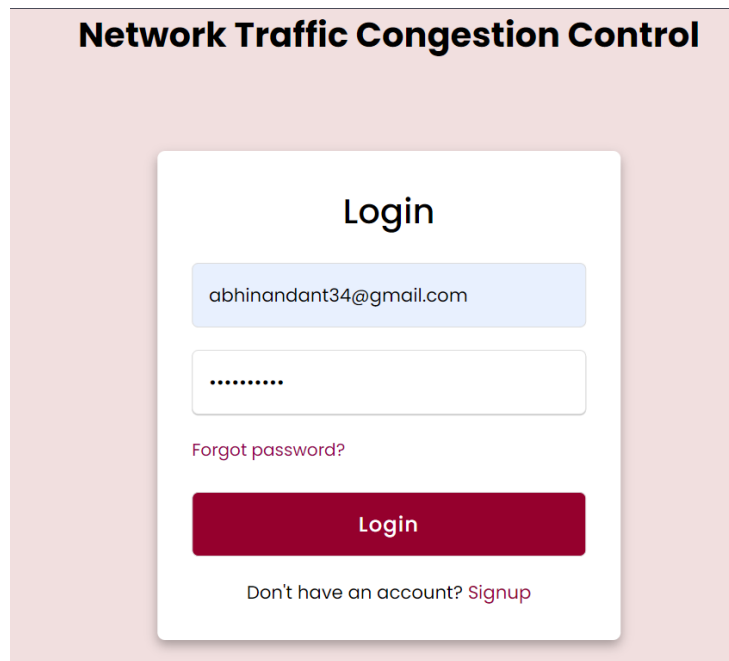 Network Traffic Congestion Control
Login
abhinandant34@gmail.com
••••••••••
Forgot password?
Login
Don't have an account? Signup